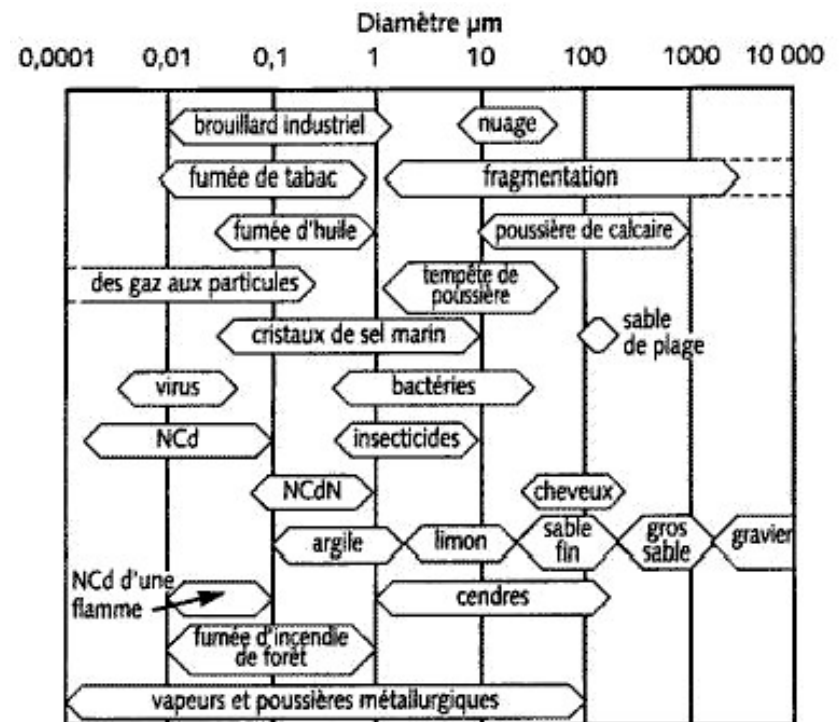 Diamètre µm
0,0001 0,01 0,1 1 10 100 1000 10 000
brouillard industriel
nuage
fumée de tabac
fragmentation
fumée d'huile
poussière de calcaire
des gaz aux particules
tempête de
poussière
cristaux de sel marin
sable
de plage
virus
bactéries
NCd
insecticides
NCdN
cheveux
argile
limon
sable
fin
gros
sable
gravier
NCd d'une
flamme
cendres
fumée d'incendie
de forêt
vapeurs et poussières métallurgiques